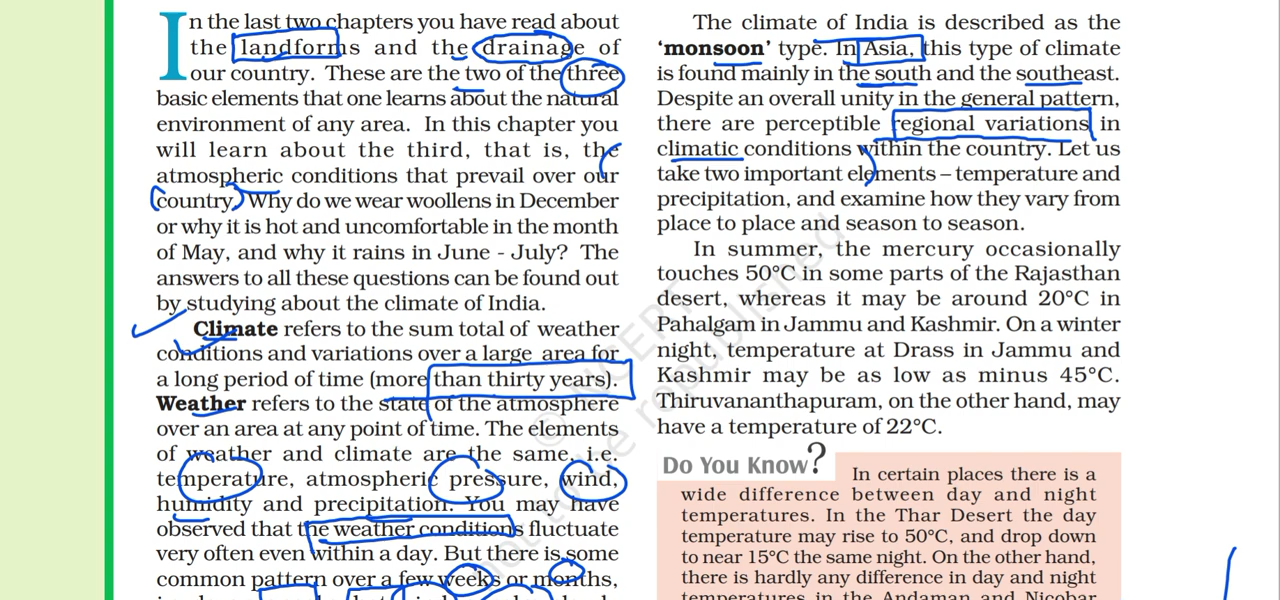 In the last two chapters you have read about
the landforms and the drainage of
our country. These are the two of the three
basic elements that one learns about the natural
environment of any area. In this chapter you
will learn about the third, that is, the
atmospheric conditions that prevail over our
country. Why do we wear woollens in December
or why it is hot and uncomfortable in the month
of May, and why it rains in June - July? The
answers to all these questions can be found out
by studying about the climate of India.
Climate refers to the sum total of weather
conditions and variations over a large area for
a long period of time (more than thirty years).
Weather refers to the state of the atmosphere
over an area at any point of time. The elements
of weather and climate are the same, i.e.
temperature, atmospheric pressure, wind,
humidity and precipitation. You may have
observed that the weather conditions fluctuate
very often even within a day. But there is some
common pattern over a few weeks or months,
The climate of India is described as the
‘monsoon’ type. In Asia, this type of climate
is found mainly in the south and the southeast.
Despite an overall unity in the general pattern,
there are perceptible regional variations in
climatic conditions within the country. Let us
take two important elements – temperature and
precipitation, and examine how they vary from
place to place and season to season.
In summer, the mercury occasionally
touches 50°C in some parts of the Rajasthan
desert, whereas it may be around 20°C in
Pahalgam in Jammu and Kashmir. On a winter
night, temperature at Drass in Jammu and
Kashmir may be as low as minus 45°C.
Thiruvananthapuram, on the other hand, may
have a temperature of 22°C.
Do You Know?
In certain places there is a
wide difference between day and night
temperatures. In the Thar Desert the day
temperature may rise to 50°C, and drop down
to near 15°C the same night. On the other hand,
there is hardly any difference in day and night
temperatures in the Andaman and Nicobar
© NCERT
not to be republished